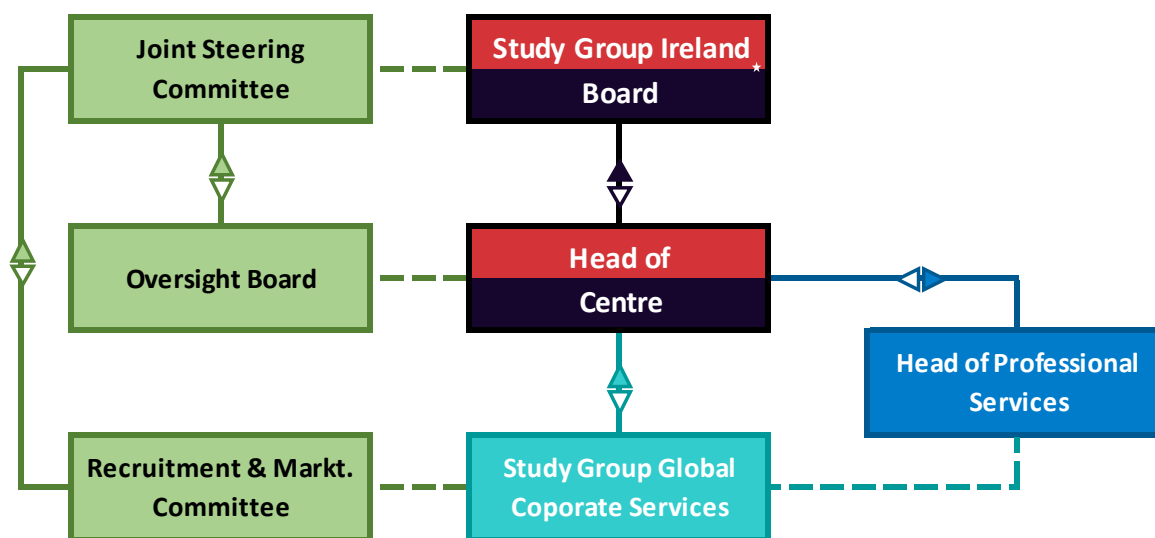 Joint Steering
Committee
Study Group Ireland
Board
Oversight Board
Head of
Centre
Head of Professional
Services
Recruitment & Markt.
Committee
Study Group Global
Coporate Services